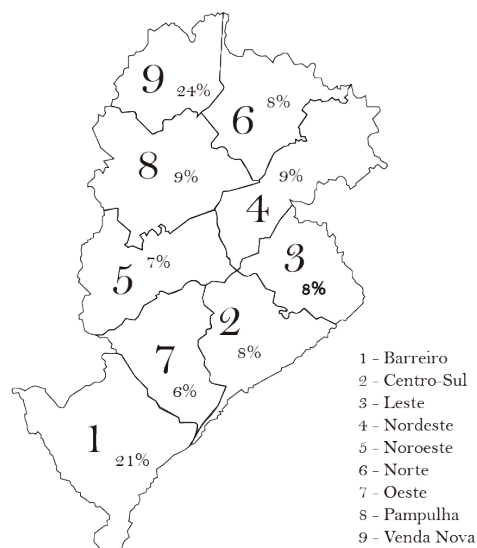 9 24%
6 8%
8 9%
9%
4
7%
5
3
8%
2
8%
7
6%
1 21%
1 - Barreiro
2 - Centro-Sul
3 - Leste
4 - Nordeste
5 - Noroeste
6 - Norte
7 - Oeste
8 - Pampulha
9 - Venda Nova